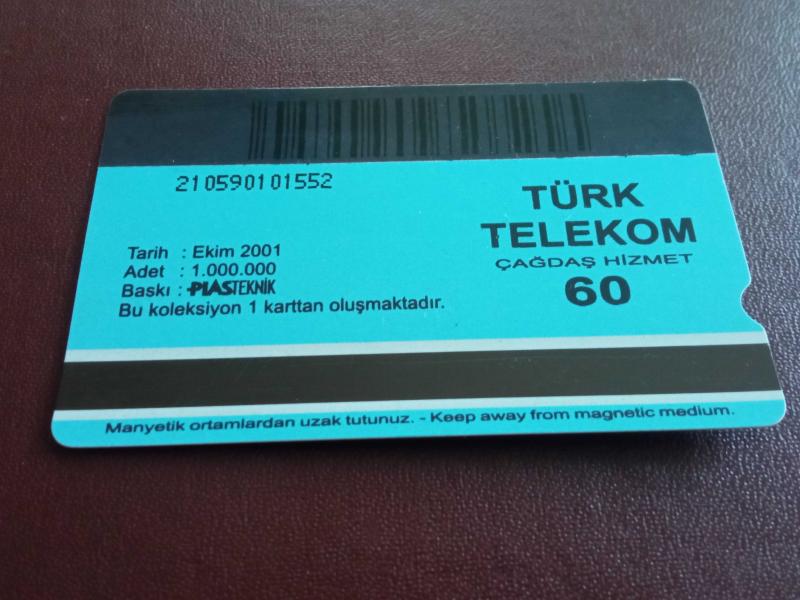 210590101552
TÜRK
TELEKOM
ÇAĞDAŞ HİZMET
60
Tarih : Ekim 2001
Adet : 1.000.000
Baskı : PLASTEKNİK
Bu koleksiyon 1 karttan oluşmaktadır.
Manyetik ortamlardan uzak tutunuz. - Keep away from magnetic medium.